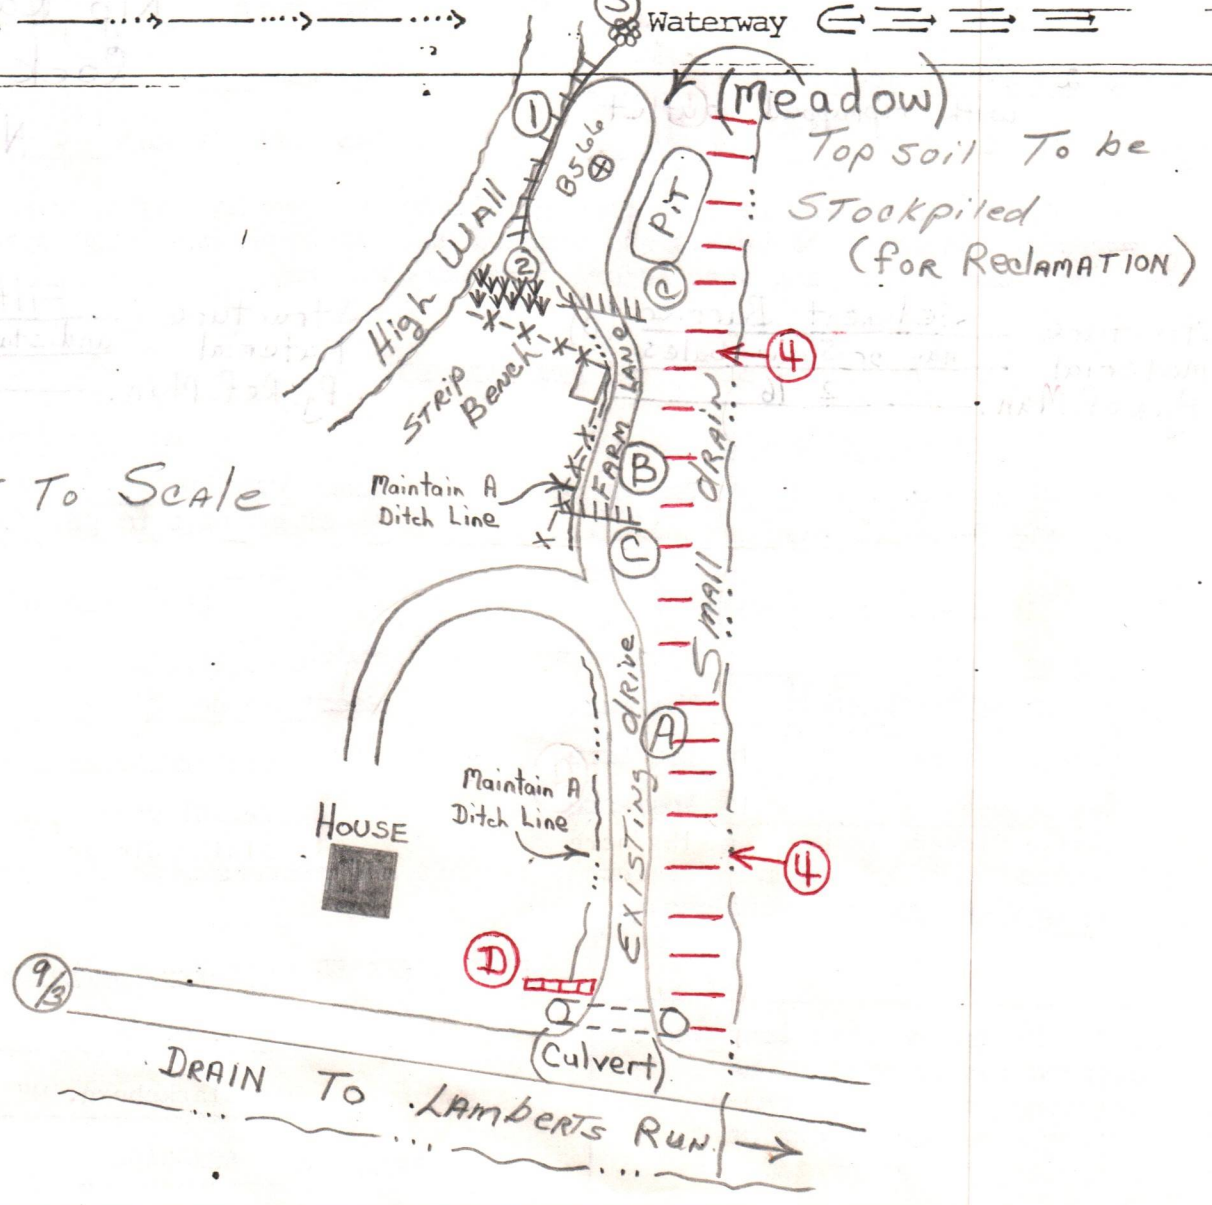 Waterway
(Meadow)
Top soil To be
Stockpiled
(for Reclamation)
1
B566
Pit
High Wall
2
C
4
Strip
Bench
Farm Lane
Small drain
B
To Scale
Maintain A
Ditch Line
C
Existing drive
A
Maintain A
Ditch Line
House
4
D
9/3
(Culvert)
Drain To Lamberts Run